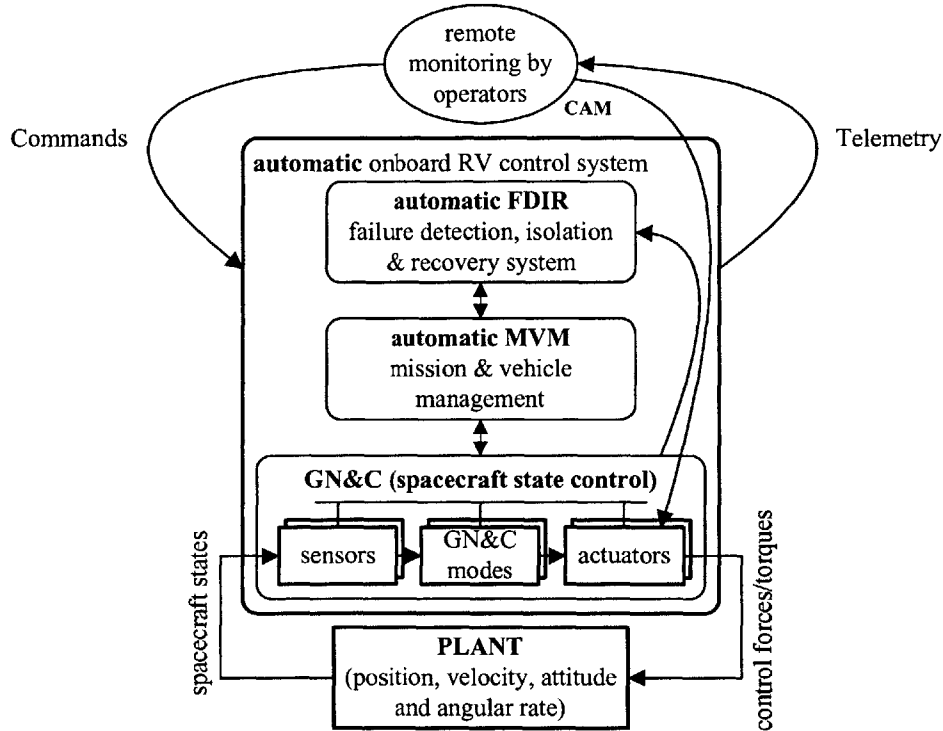 remote
monitoring by
operators
CAM
Commands
Telemetry
automatic onboard RV control system
automatic FDIR
failure detection, isolation
& recovery system
automatic MVM
mission & vehicle
management
GN&C (spacecraft state control)
sensors
GN&C
modes
actuators
spacecraft states
control forces/torques
PLANT
(position, velocity, attitude
and angular rate)